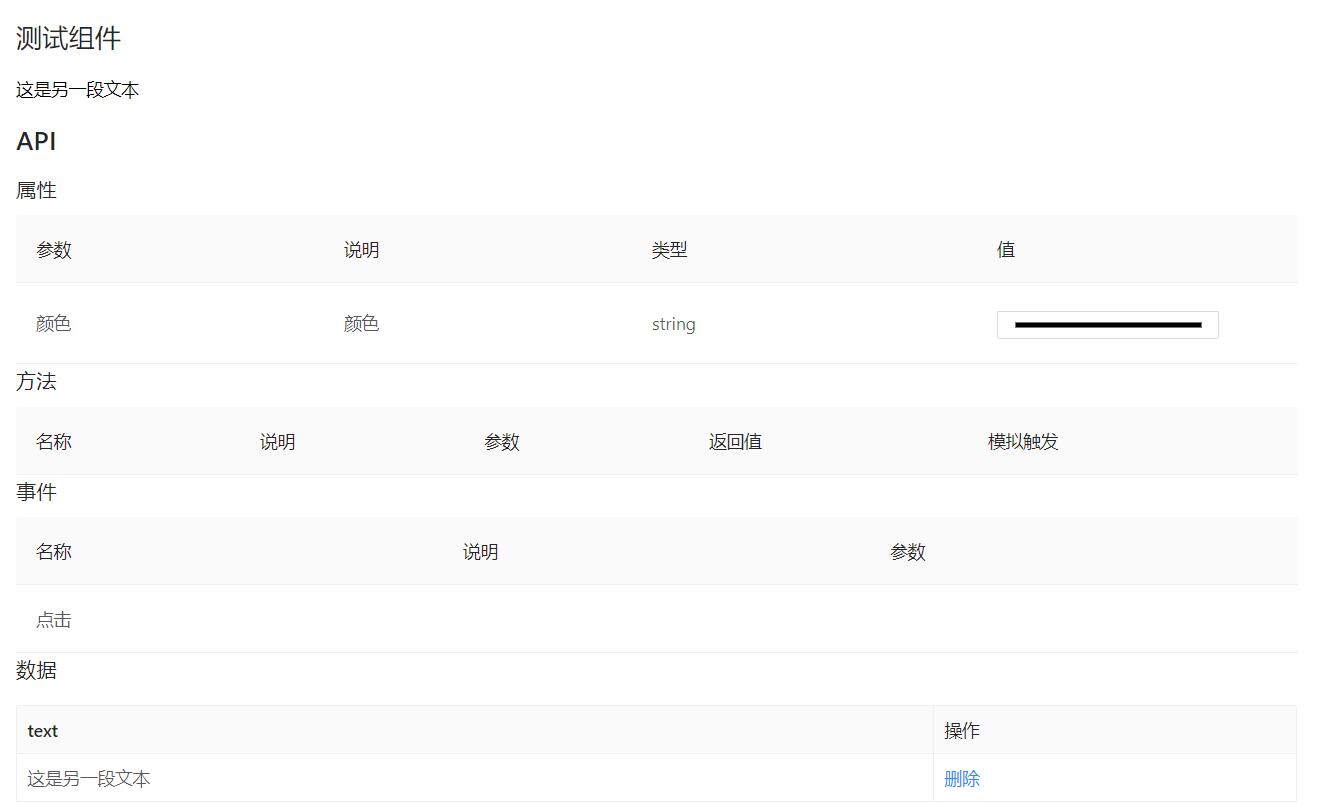 测试组件
这是另一段文本
API
属性
参数 说明 类型 值
颜色 颜色 string
方法
名称 说明 参数 返回值 模拟触发
事件
名称 说明 参数
点击
数据
text 操作
这是另一段文本 删除